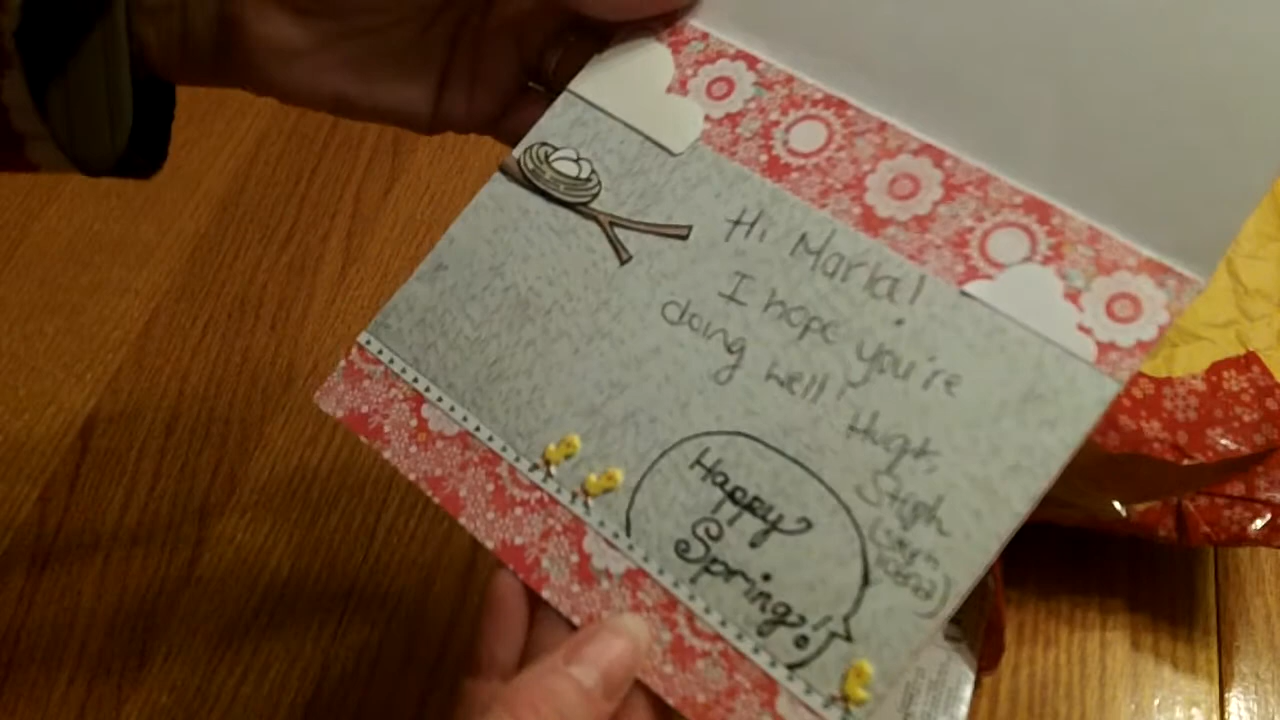 Hi Marla!
I hope you're
doing well!
Hugs,
Steph
Happy
Spring!